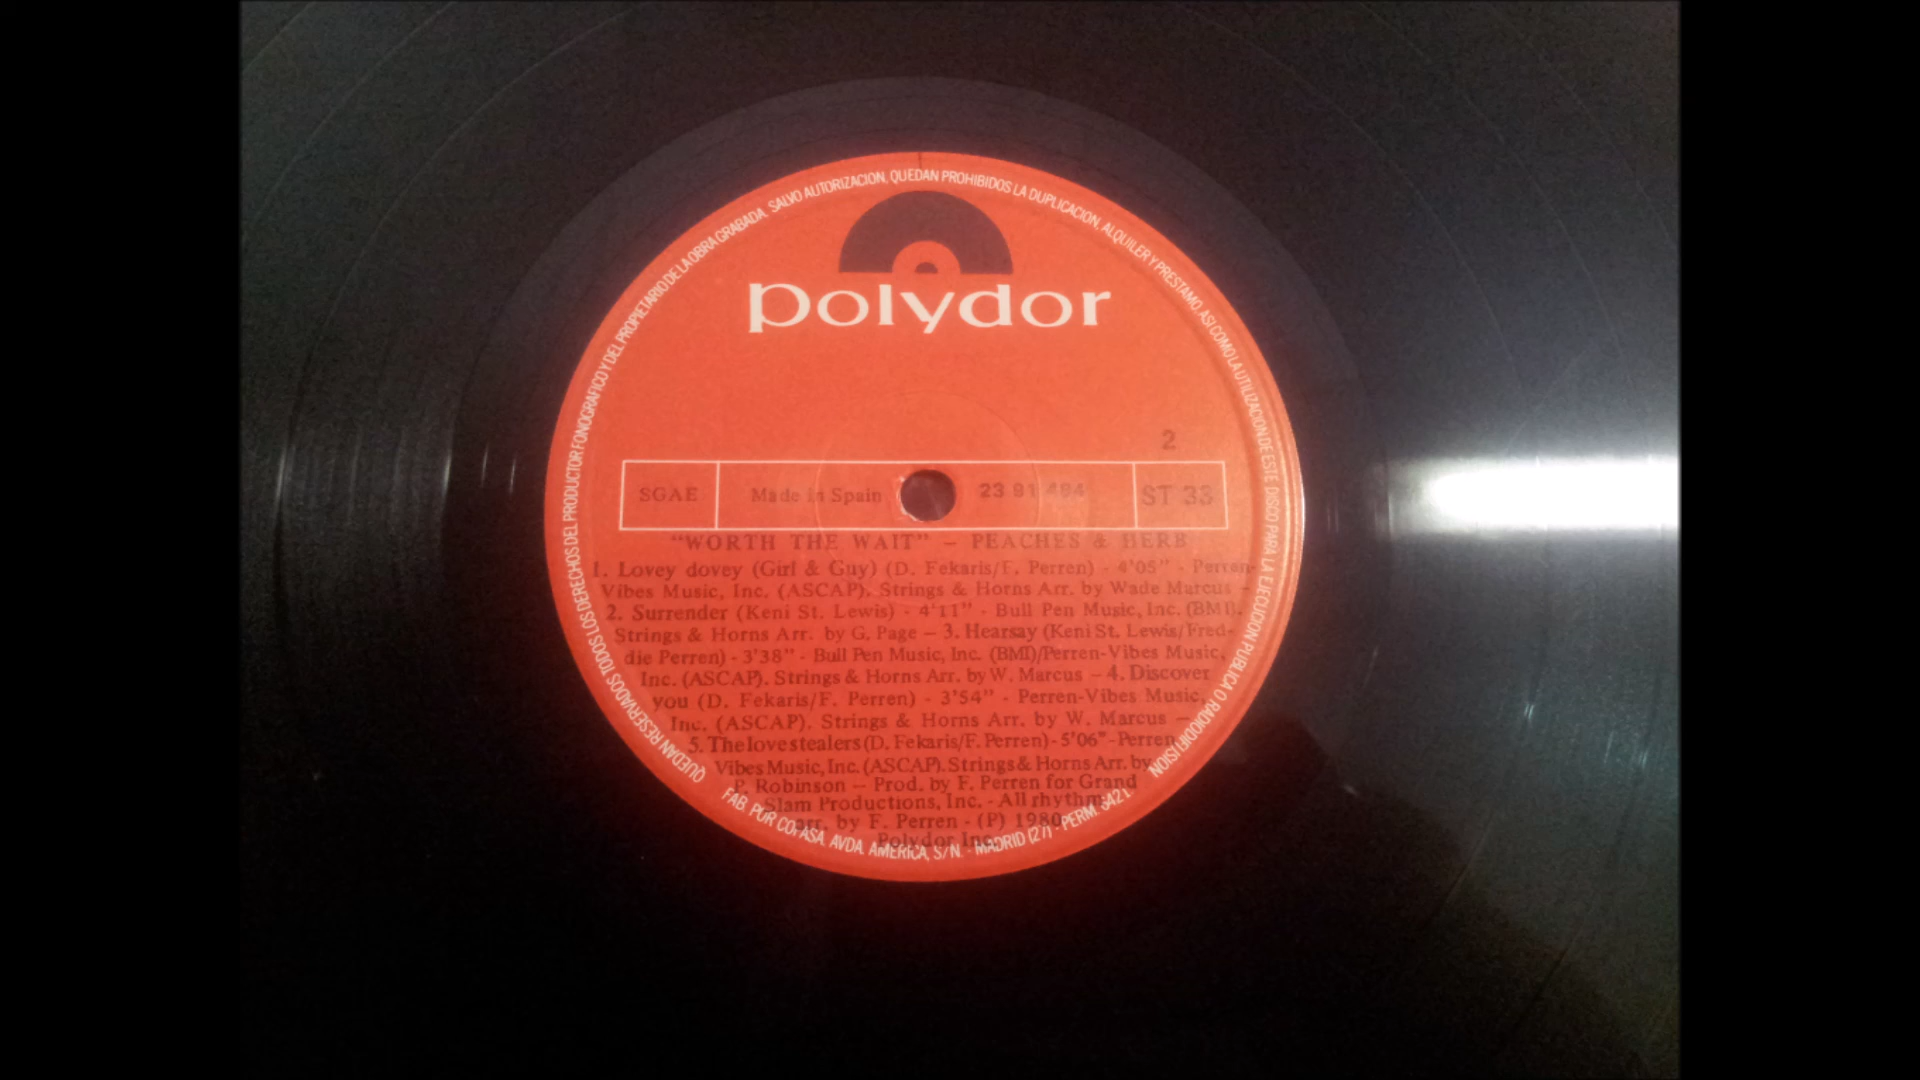 QUEDAN RESERVADOS TODOS LOS DERECHOS DEL PRODUCTOR FONOGRAFICO Y DEL PROPIETARIO DE LA OBRA GRABADA. SALVO AUTORIZACION, QUEDAN PROHIBIDOS LA DUPLICACION, ALQUILER Y PRESTAMO, ASI COMO LA UTILIZACION DE ESTE DISCO PARA LA EJECUCION PUBLICA O RADIODIFUSION.
polydor
2
SGAE Made in Spain 23 91 484 ST 33
"WORTH THE WAIT" – PEACHES & HERB
1. Lovey dovey (Girl & Guy) (D. Fekaris/F. Perren) - 4'05" - Perren-
Vibes Music, Inc. (ASCAP). Strings & Horns Arr. by Wade Marcus –
2. Surrender (Keni St. Lewis) - 4'11" - Bull Pen Music, Inc. (BMI).
Strings & Horns Arr. by G. Page – 3. Hearsay (Keni St. Lewis/Fred-
die Perren) - 3'38" - Bull Pen Music, Inc. (BMI)/Perren-Vibes Music,
Inc. (ASCAP). Strings & Horns Arr. by W. Marcus – 4. Discover
you (D. Fekaris/F. Perren) - 3'54" - Perren-Vibes Music,
Inc. (ASCAP). Strings & Horns Arr. by W. Marcus –
5. The love stealers (D. Fekaris/F. Perren) - 5'06" - Perren
Vibes Music, Inc. (ASCAP). Strings & Horns Arr. by
P. Robinson – Prod. by F. Perren for Grand
Slam Productions, Inc. - All rhythm
arr. by F. Perren - (P) 1980
Polydor Inc.
FAB. POR COFASA. AVDA. AMERICA, S/N. - MADRID (27) - PERM. 3421